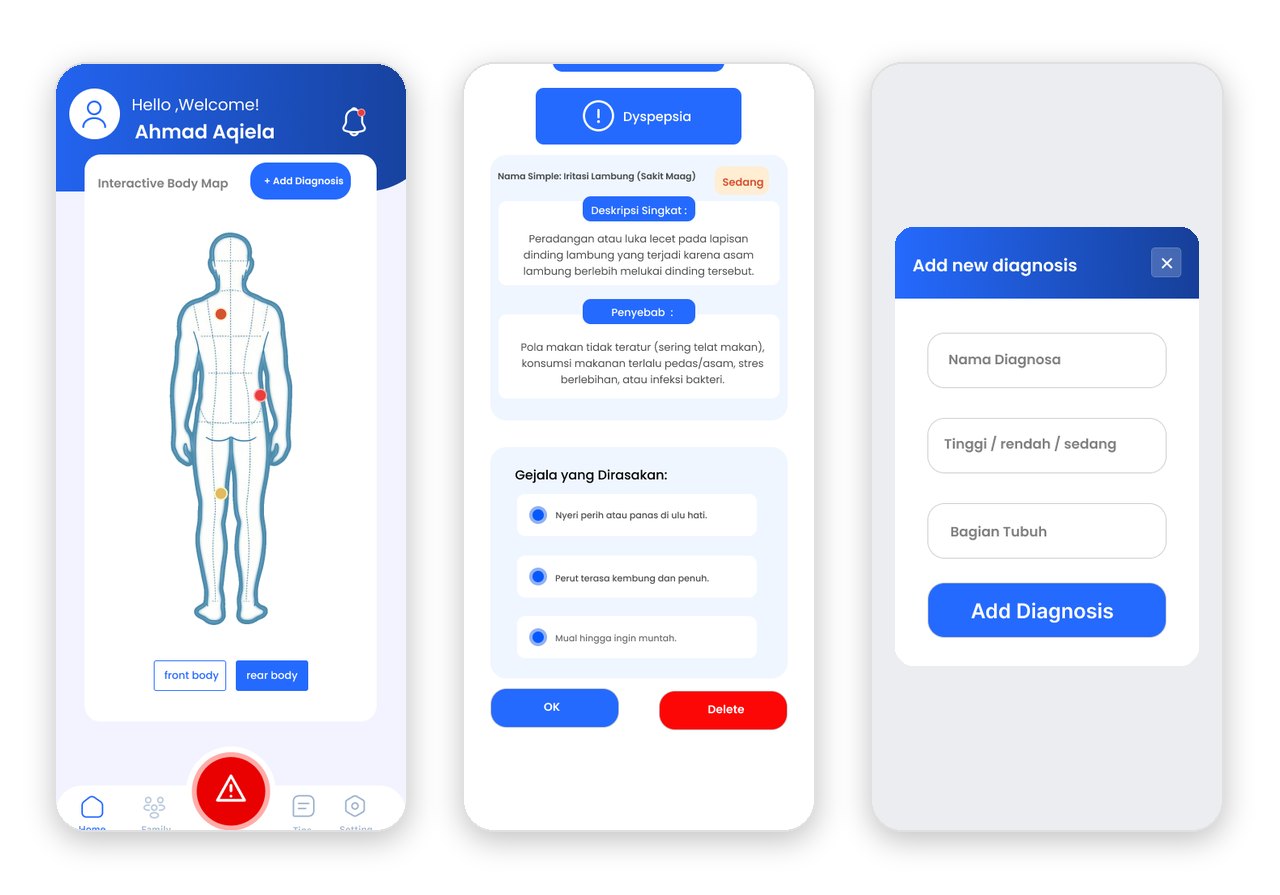 Hello ,Welcome!
Ahmad Aqiela
Interactive Body Map
+ Add Diagnosis
front body
rear body
Home
Family
Tips
Setting
Dyspepsia
Nama Simple: Iritasi Lambung (Sakit Maag)
Sedang
Deskripsi Singkat :
Peradangan atau luka lecet pada lapisan
dinding lambung yang terjadi karena asam
lambung berlebih melukai dinding tersebut.
Penyebab :
Pola makan tidak teratur (sering telat makan),
konsumsi makanan terlalu pedas/asam, stres
berlebihan, atau infeksi bakteri.
Gejala yang Dirasakan:
Nyeri perih atau panas di ulu hati.
Perut terasa kembung dan penuh.
Mual hingga ingin muntah.
OK
Delete
Add new diagnosis
Nama Diagnosa
Tinggi / rendah / sedang
Bagian Tubuh
Add Diagnosis